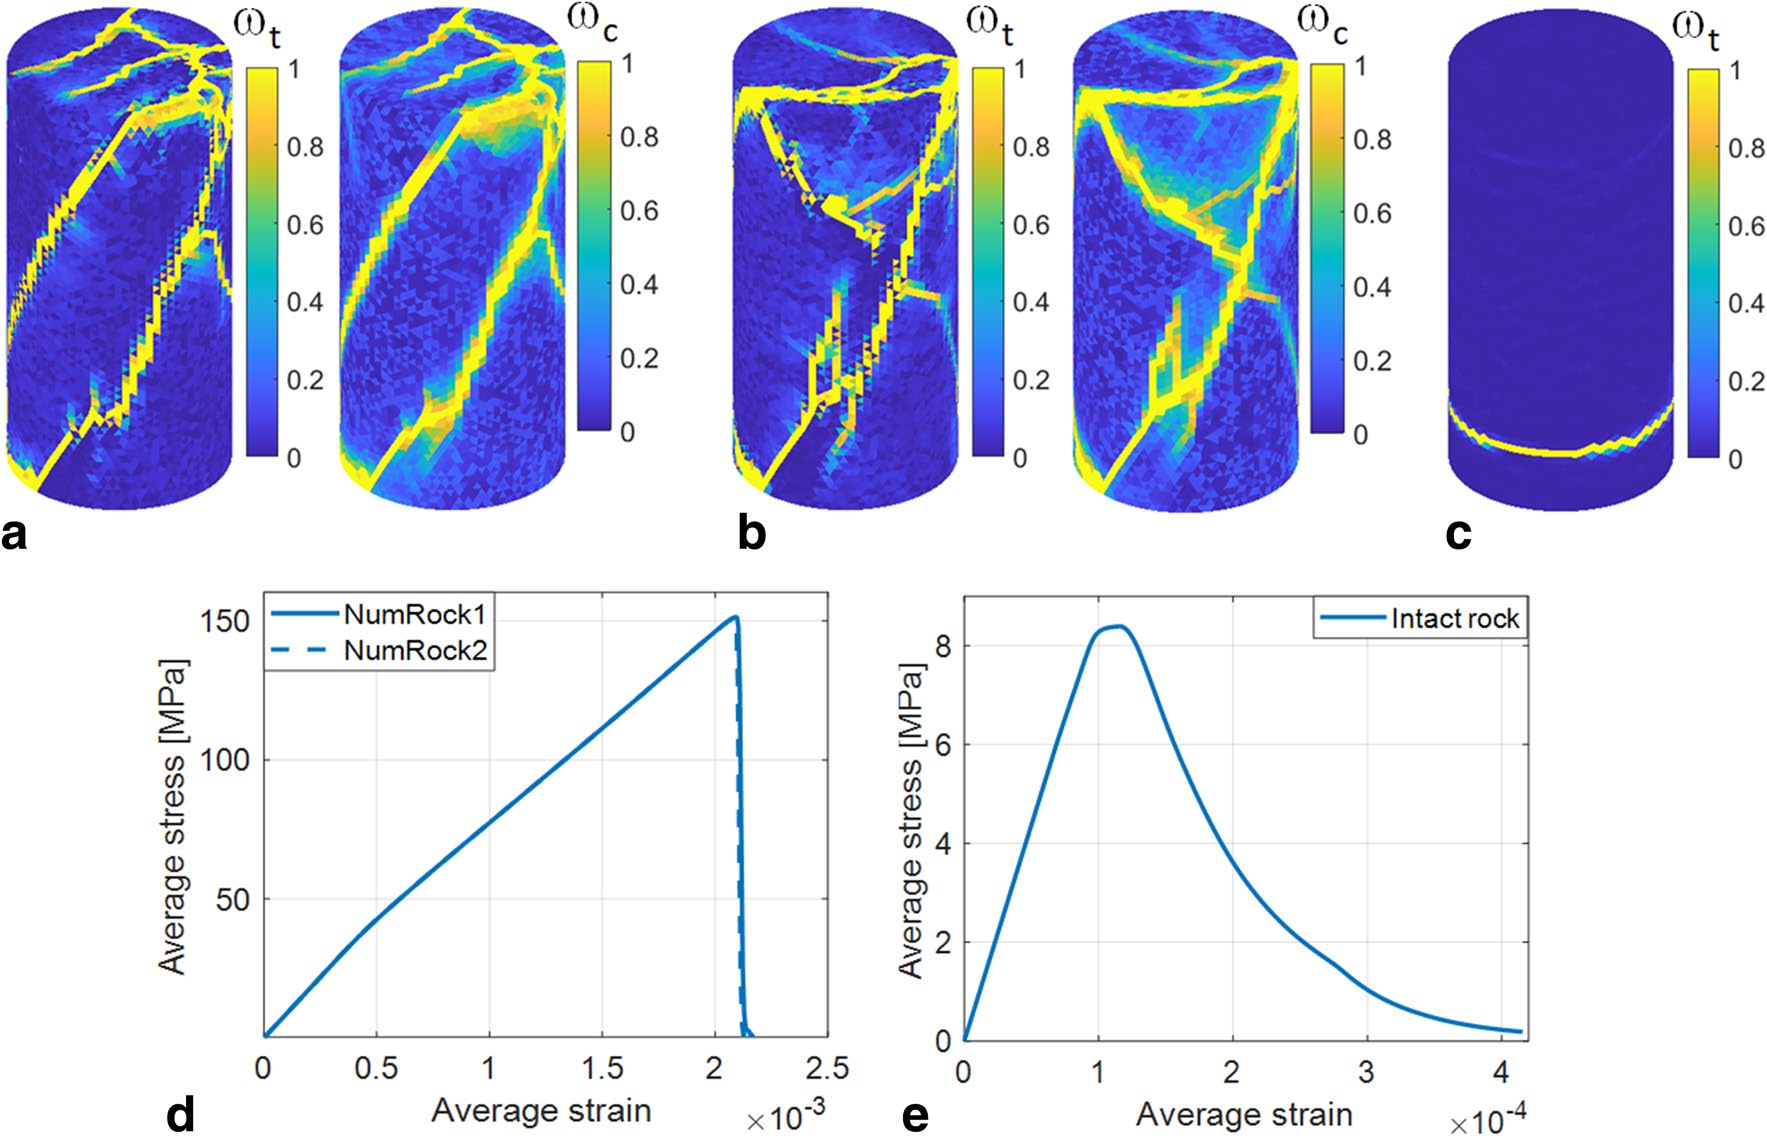 ωt
1
0.8
0.6
0.4
0.2
0
ωc
1
0.8
0.6
0.4
0.2
0
ωt
1
0.8
0.6
0.4
0.2
0
ωc
1
0.8
0.6
0.4
0.2
0
ωt
1
0.8
0.6
0.4
0.2
0
a
b
c
NumRock1
NumRock2
Average stress [MPa]
150
100
50
0 0.5 1 1.5 2 2.5
Average strain
×10-3
d
Intact rock
Average stress [MPa]
8
6
4
2
0
0 1 2 3 4
Average strain
×10-4
e